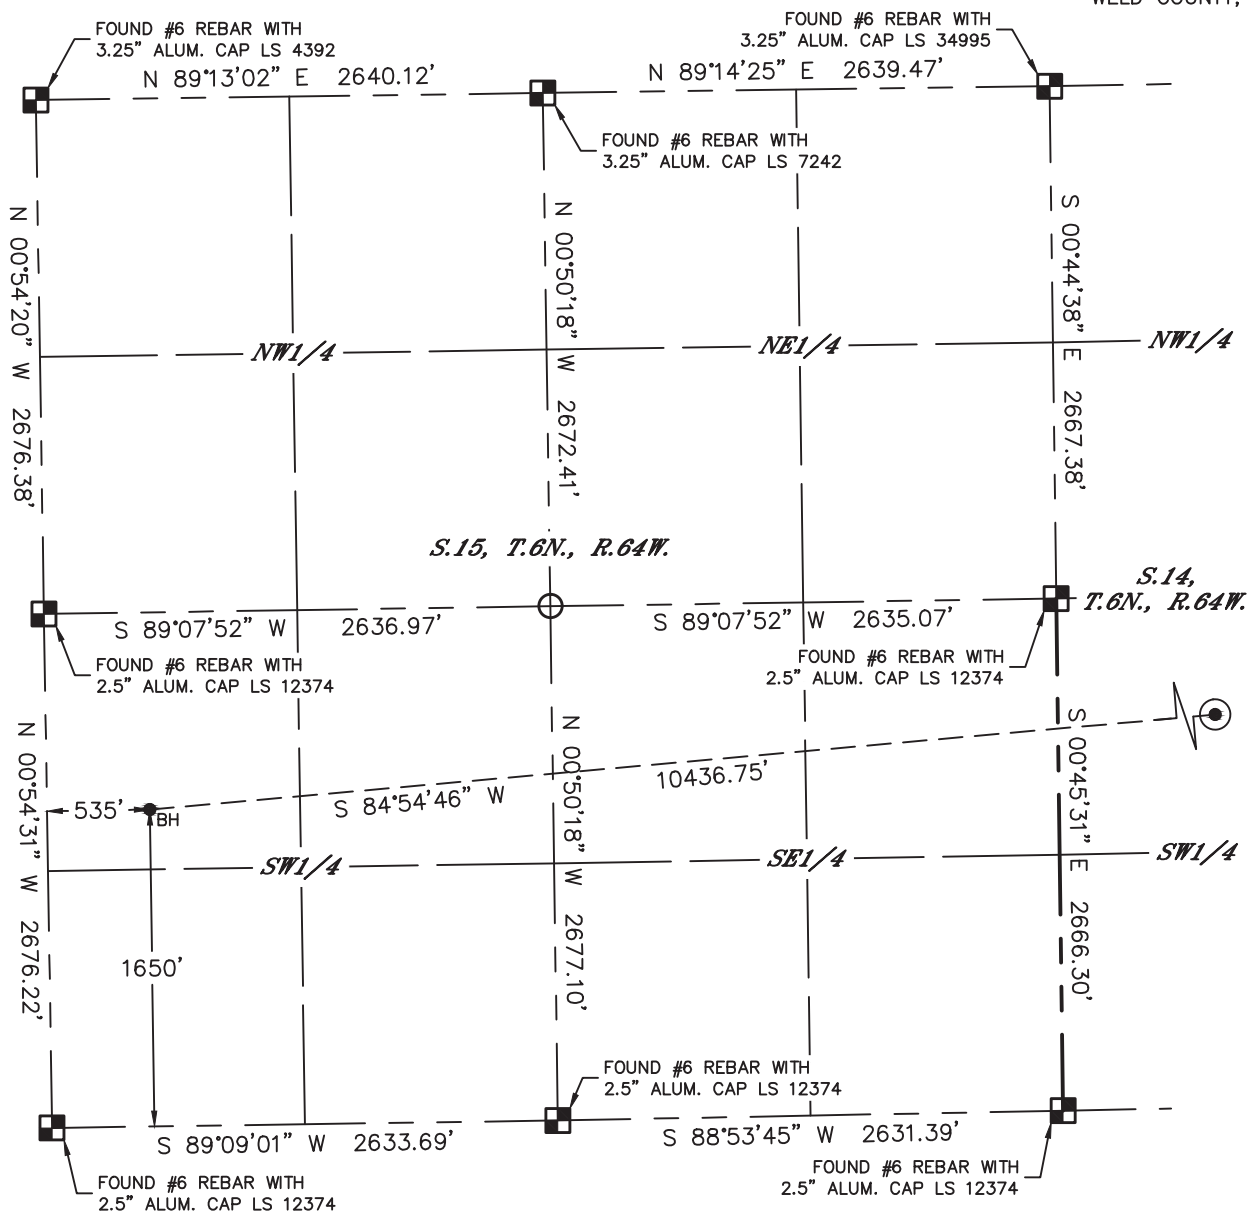 WELD COUNTY,
FOUND #6 REBAR WITH
3.25" ALUM. CAP LS 4392
FOUND #6 REBAR WITH
3.25" ALUM. CAP LS 34995
N 89°13'02" E 2640.12'
N 89°14'25" E 2639.47'
FOUND #6 REBAR WITH
3.25" ALUM. CAP LS 7242
N 00°54'20" W 2676.38'
N 00°50'18" W 2672.41'
S 00°44'38" E 2667.38'
NW1/4
NE1/4
NW1/4
S.15, T.6N., R.64W.
S.14,
T.6N., R.64W.
S 89°07'52" W 2636.97'
S 89°07'52" W 2635.07'
FOUND #6 REBAR WITH
2.5" ALUM. CAP LS 12374
FOUND #6 REBAR WITH
2.5" ALUM. CAP LS 12374
N 00°54'31" W 2676.22'
N 00°50'18" W 2677.10'
S 00°45'31" E 2666.30'
535'
BH
S 84°54'46" W
10436.75'
SW1/4
SE1/4
SW1/4
1650'
FOUND #6 REBAR WITH
2.5" ALUM. CAP LS 12374
S 89°09'01" W 2633.69'
S 88°53'45" W 2631.39'
FOUND #6 REBAR WITH
2.5" ALUM. CAP LS 12374
FOUND #6 REBAR WITH
2.5" ALUM. CAP LS 12374